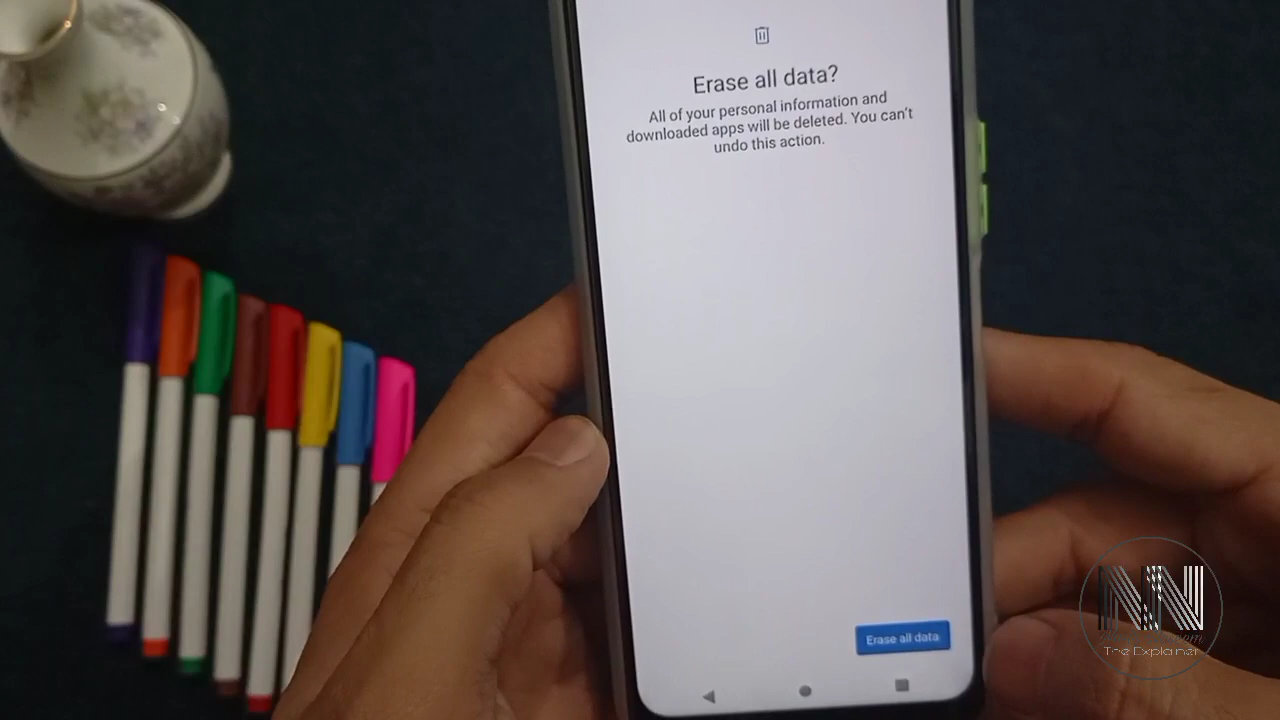 Erase all data?
All of your personal information and
downloaded apps will be deleted. You can't
undo this action.
Erase all data
NN
The Explainer